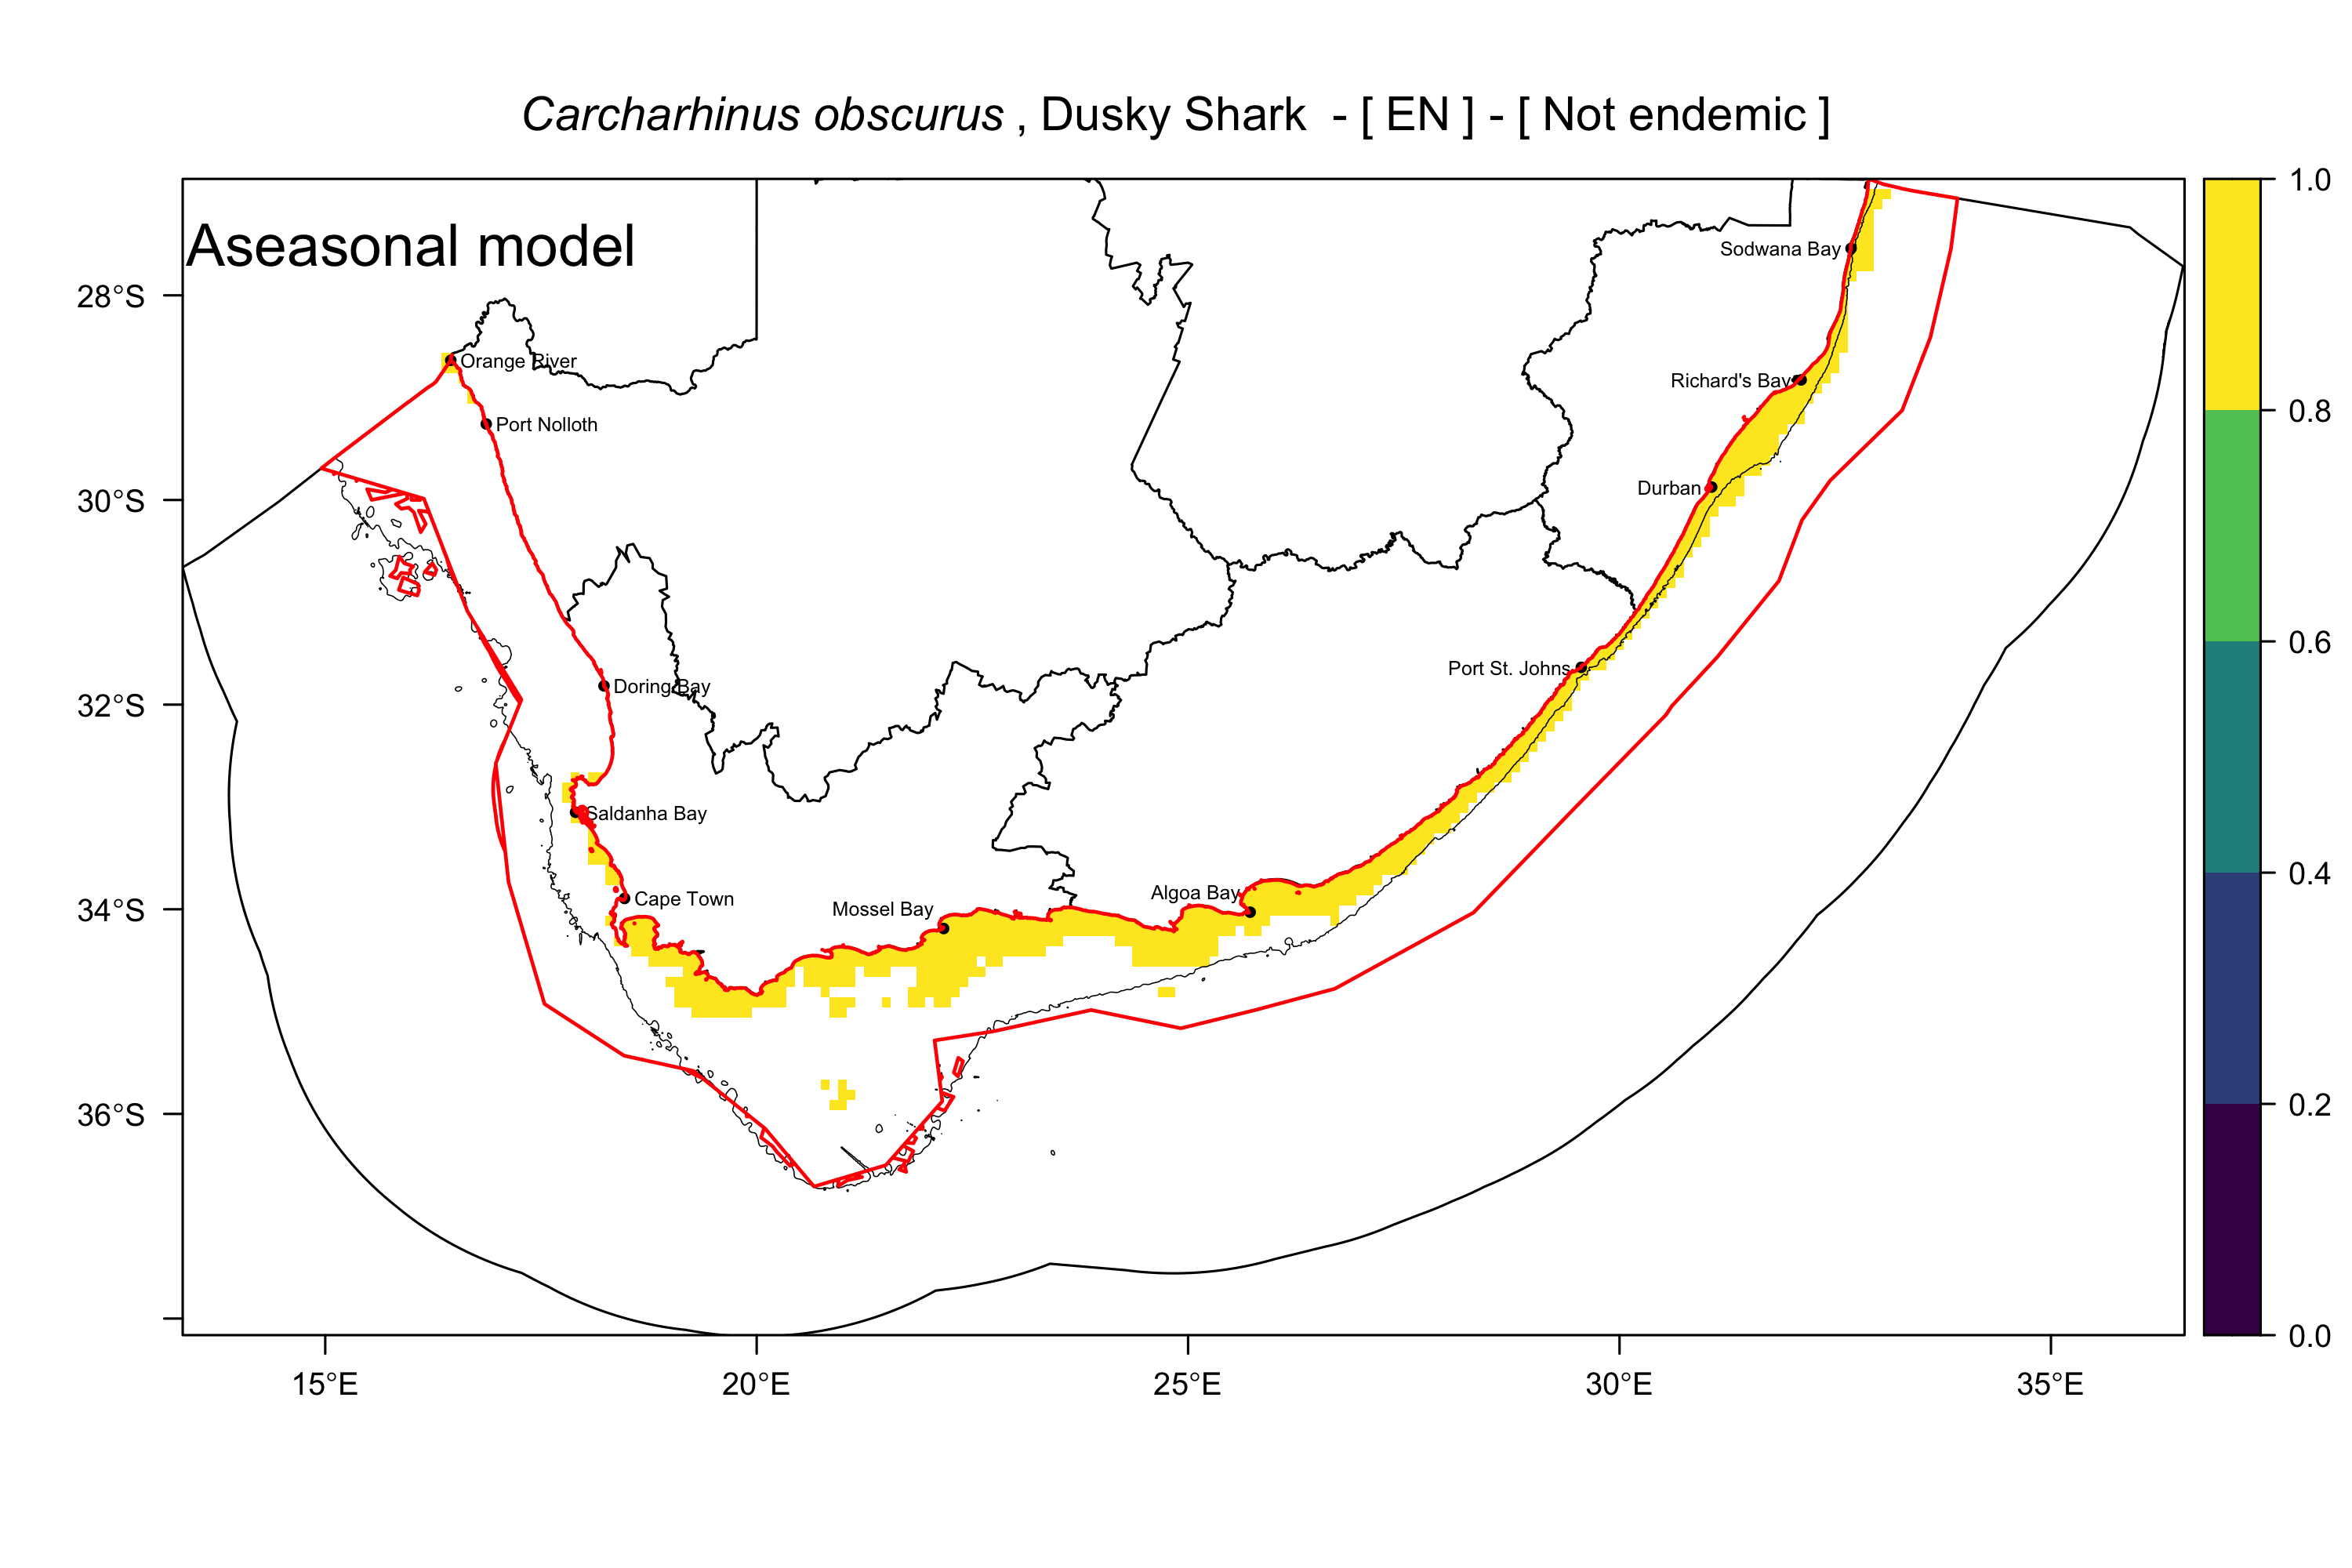 Carcharhinus obscurus , Dusky Shark - [ EN ] - [ Not endemic ]
Aseasonal model
1.0
0.8
0.6
0.4
0.2
0.0
28°S
30°S
32°S
34°S
36°S
15°E
20°E
25°E
30°E
35°E
Sodwana Bay
Orange River
Richard's Bay
Port Nolloth
Durban
Port St. Johns
Doring Bay
Saldanha Bay
Algoa Bay
Cape Town
Mossel Bay